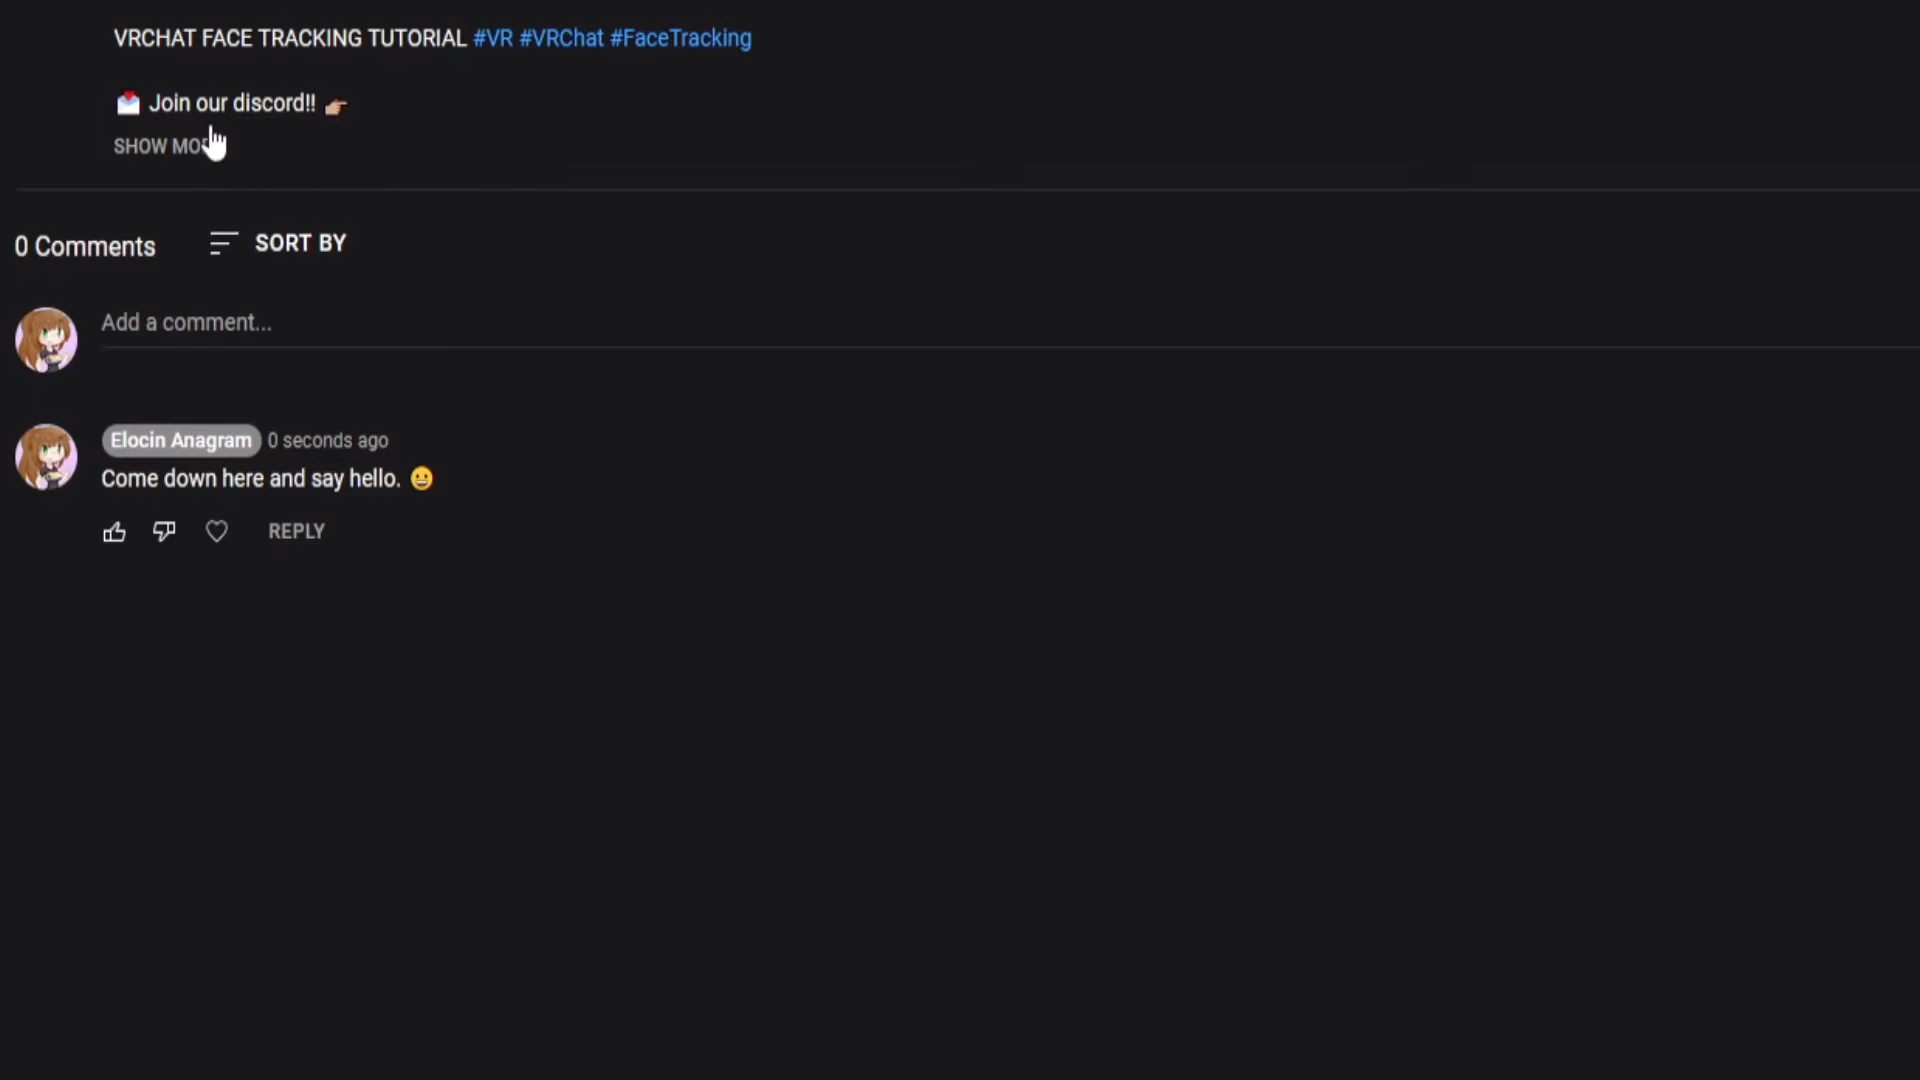 VRCHAT FACE TRACKING TUTORIAL #VR #VRChat #FaceTracking
💌 Join our discord!! 👉🏼
SHOW
0 Comments
SORT BY
Add a comment...
Elocin Anagram 0 seconds ago
Come down here and say hello. 😀
REPLY